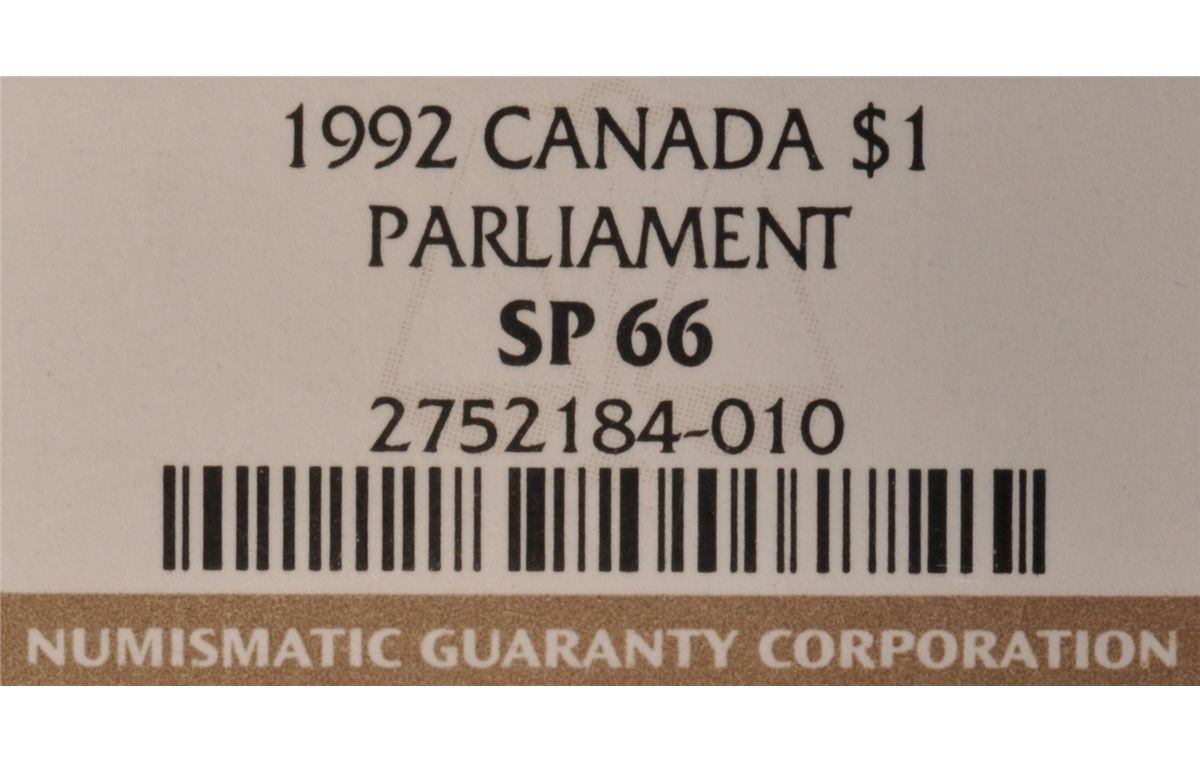 1992 CANADA $1
PARLIAMENT
SP 66
2752184-010
NUMISMATIC GUARANTY CORPORATION